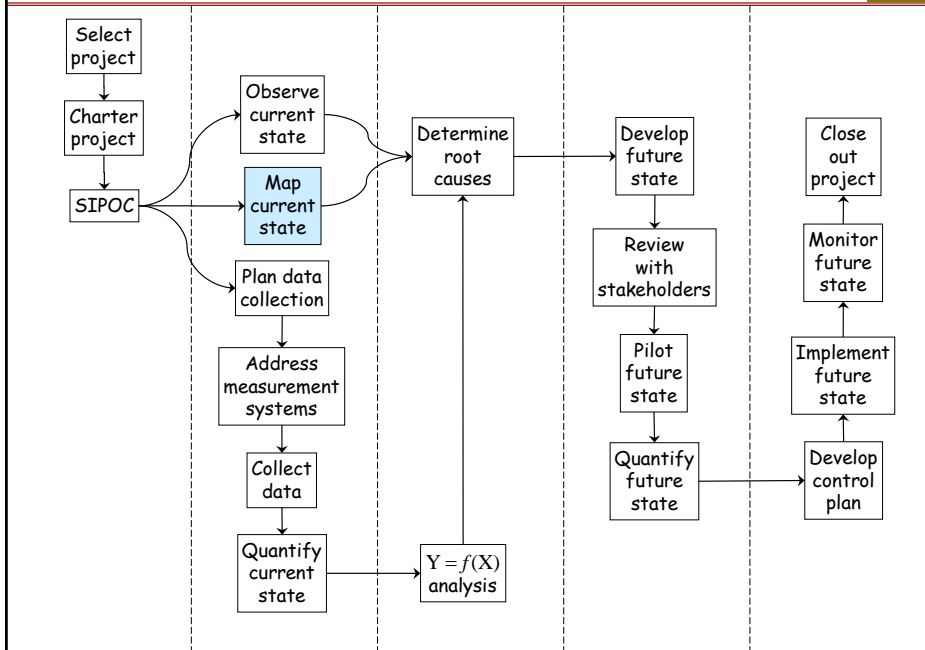 Select
project
Charter
project
SIPOC
Observe
current
state
Map
current
state
Plan data
collection
Address
measurement
systems
Collect
data
Quantify
current
state
Determine
root
causes
Y = f(X)
analysis
Develop
future
state
Review
with
stakeholders
Pilot
future
state
Quantify
future
state
Close
out
project
Monitor
future
state
Implement
future
state
Develop
control
plan